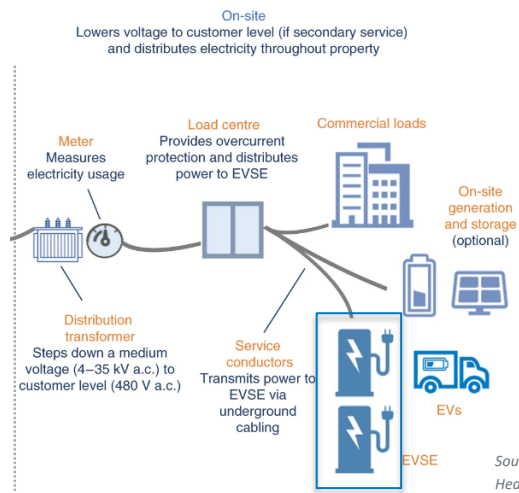 On-site
Lowers voltage to customer level (if secondary service)
and distributes electricity throughout property
Meter
Measures
electricity usage
Load centre
Provides overcurrent
protection and distributes
power to EVSE
Commercial loads
On-site
generation
and storage
(optional)
Distribution
transformer
Steps down a medium
voltage (4–35 kV a.c.) to
customer level (480 V a.c.)
Service
conductors
Transmits power to
EVSE via
underground
cabling
EVs
EVSE